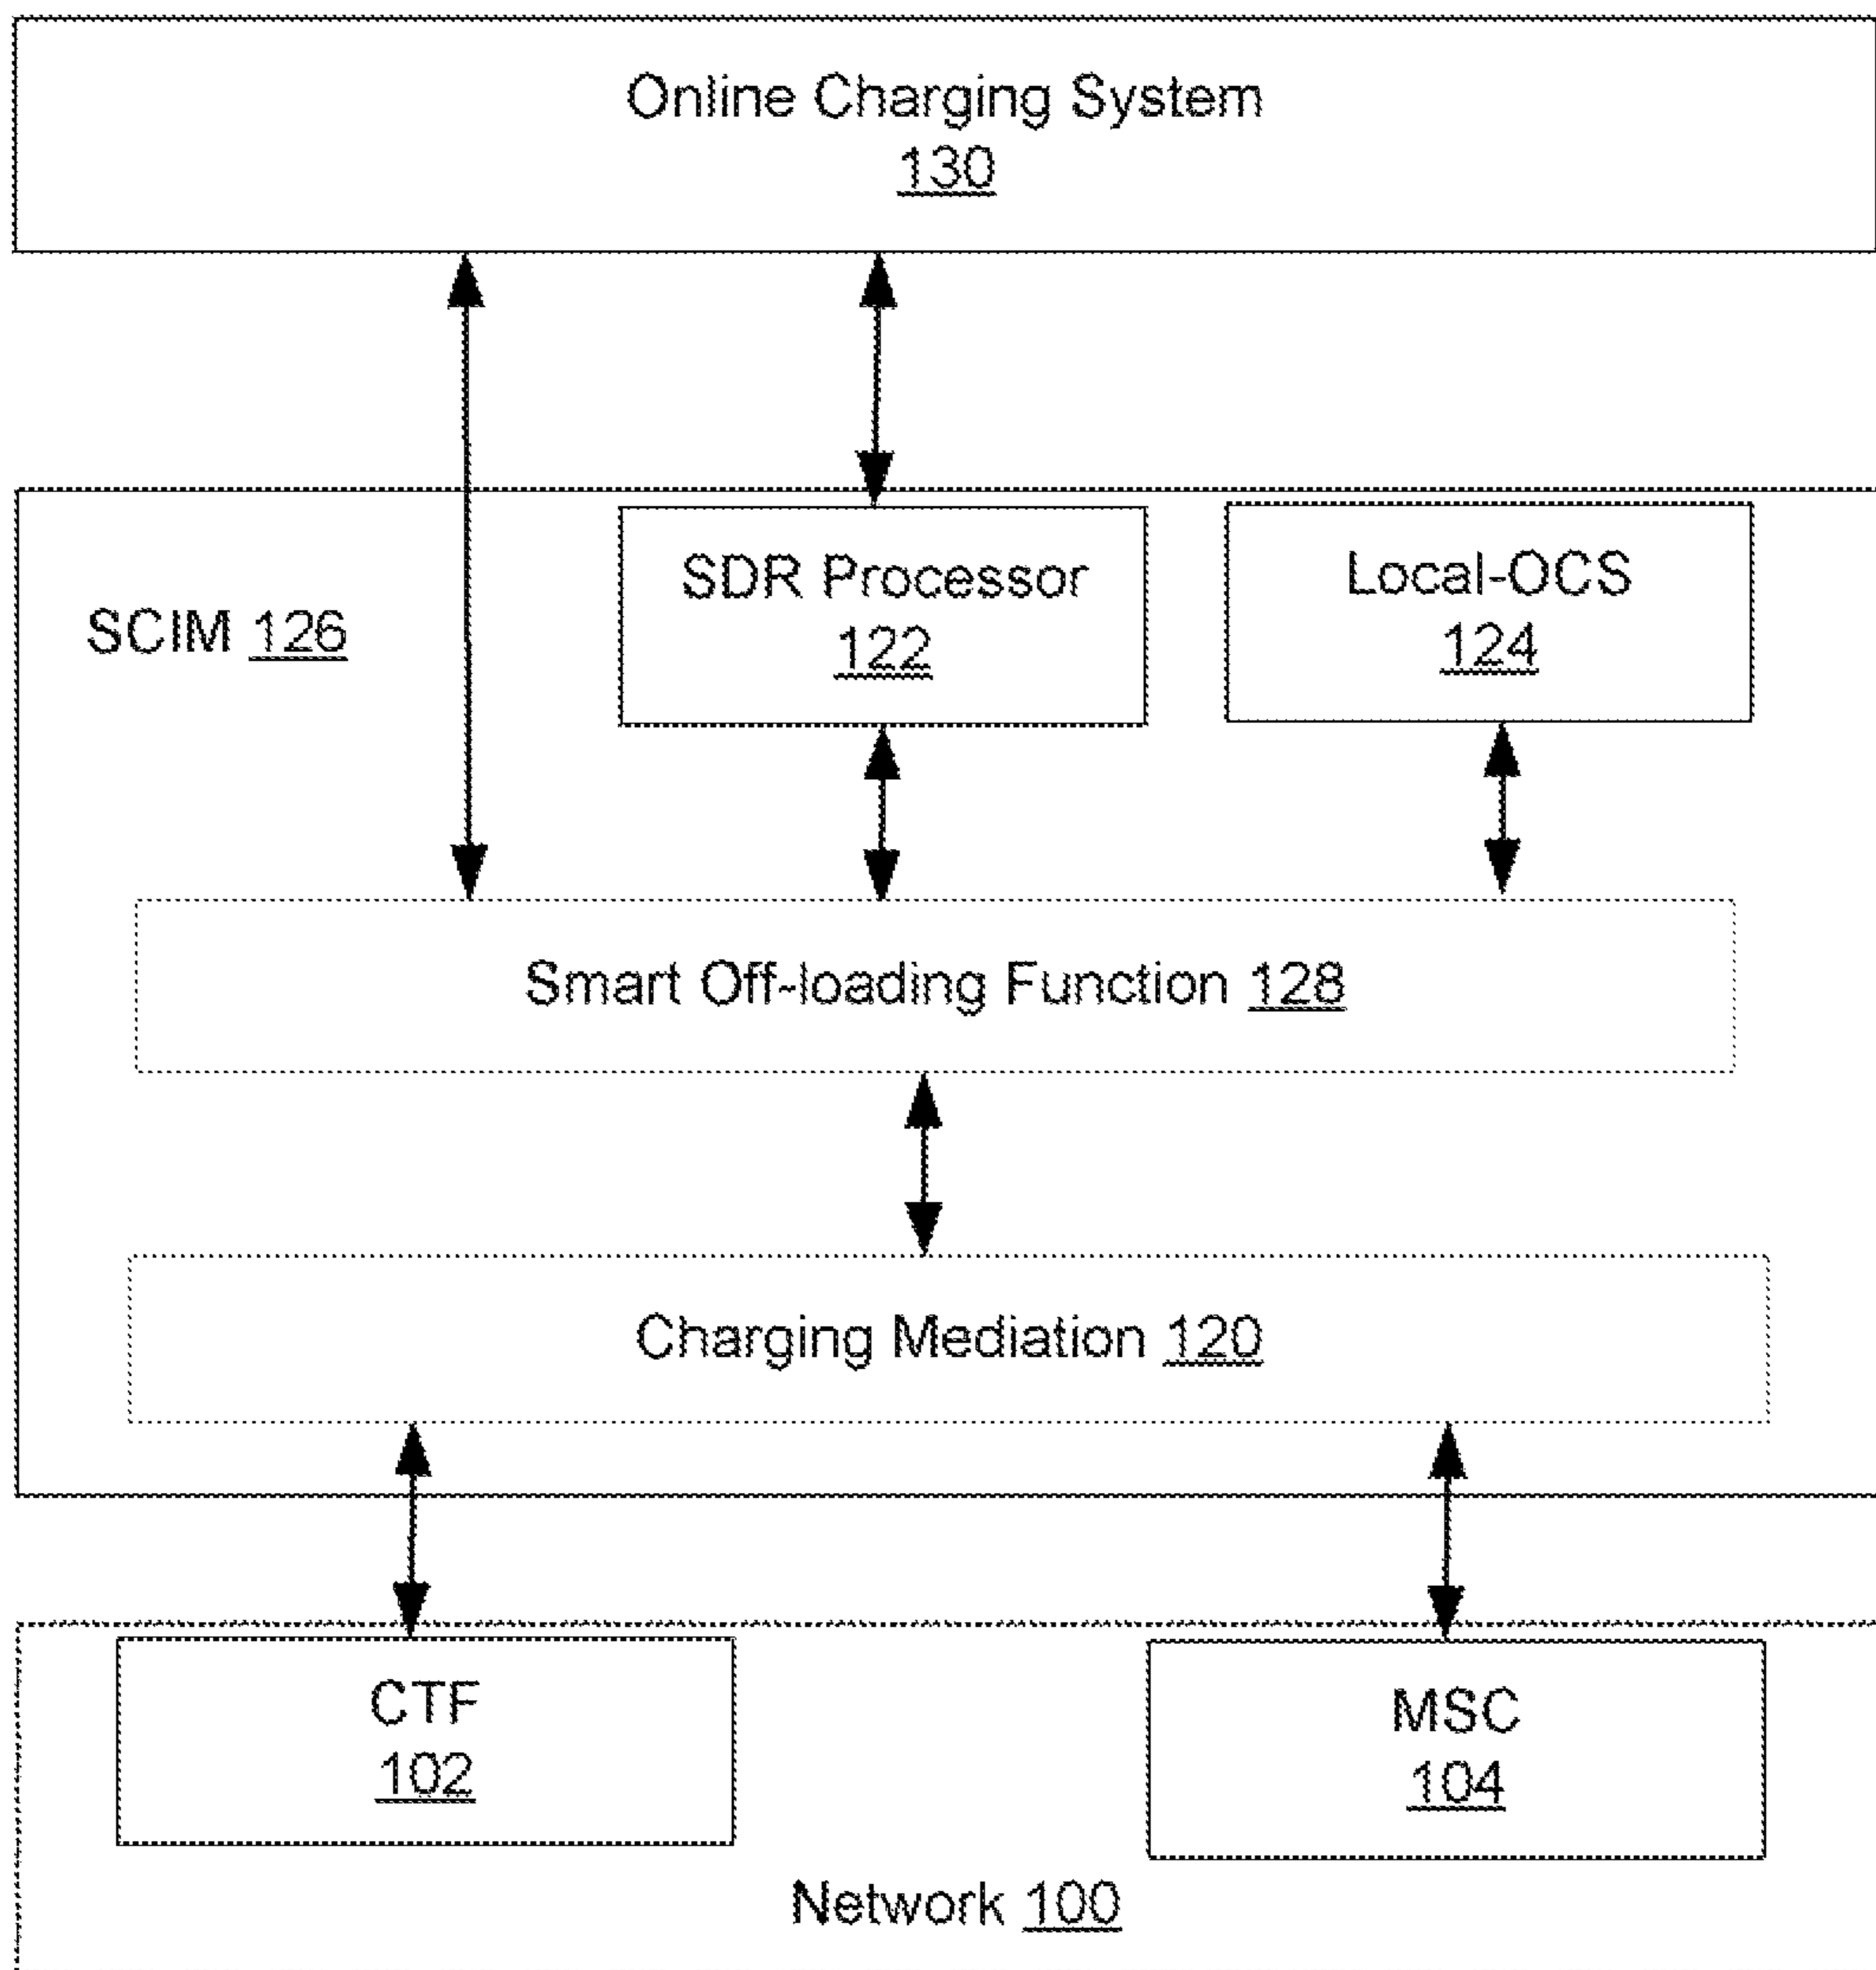 Online Charging System
130
SDR Processor
122
Local-OCS
124
SCIM 126
Smart Off-loading Function 128
Charging Mediation 120
CTF
102
MSC
104
Network 100